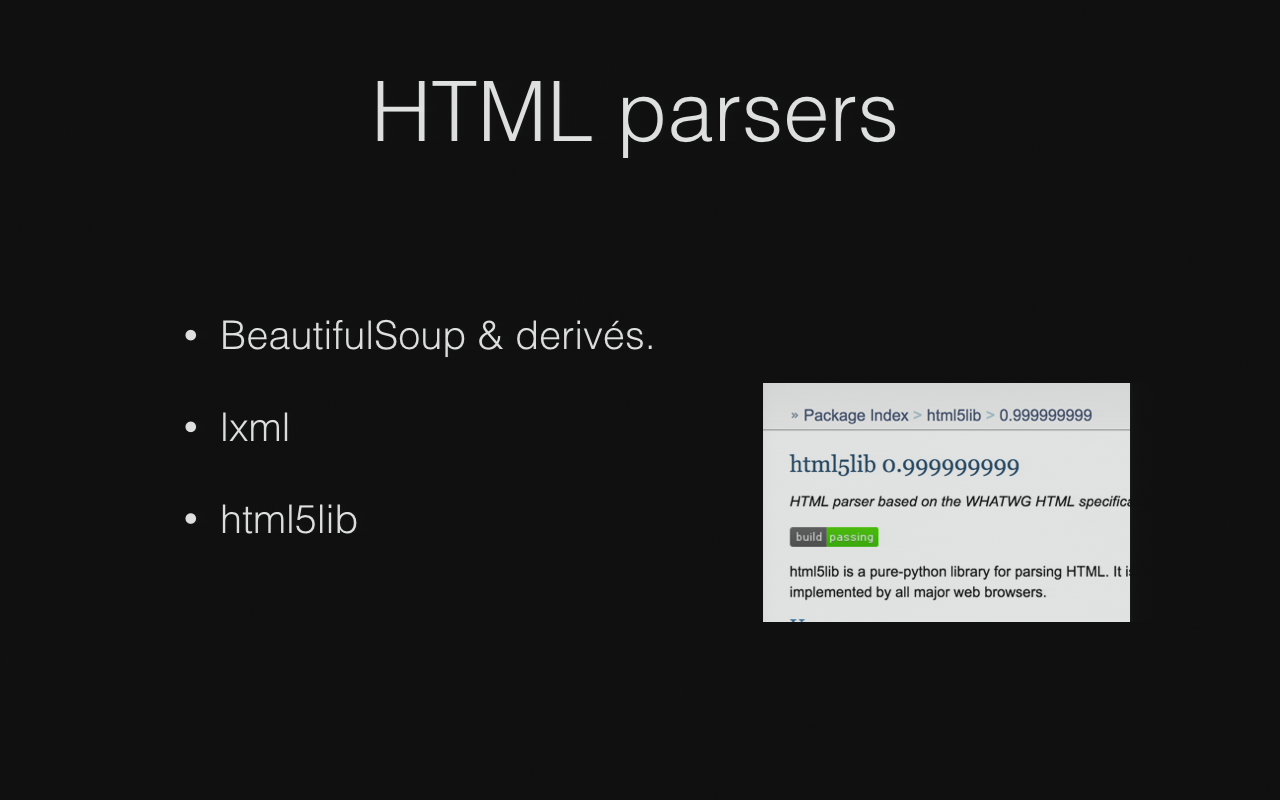 HTML parsers
• BeautifulSoup & derivés.
• lxml
• html5lib
» Package Index > html5lib > 0.999999999
html5lib 0.999999999
HTML parser based on the WHATWG HTML specifica
build passing
html5lib is a pure-python library for parsing HTML. It is
implemented by all major web browsers.